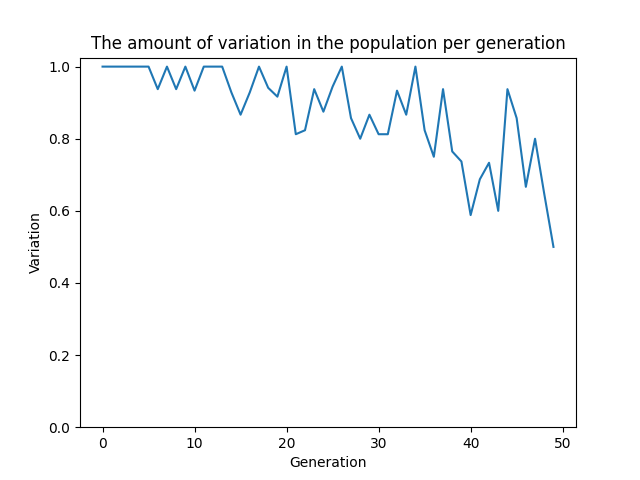 The amount of variation in the population per generation
1.0
0.8
0.6
0.4
0.2
0.0
Variation
0 10 20 30 40 50
Generation